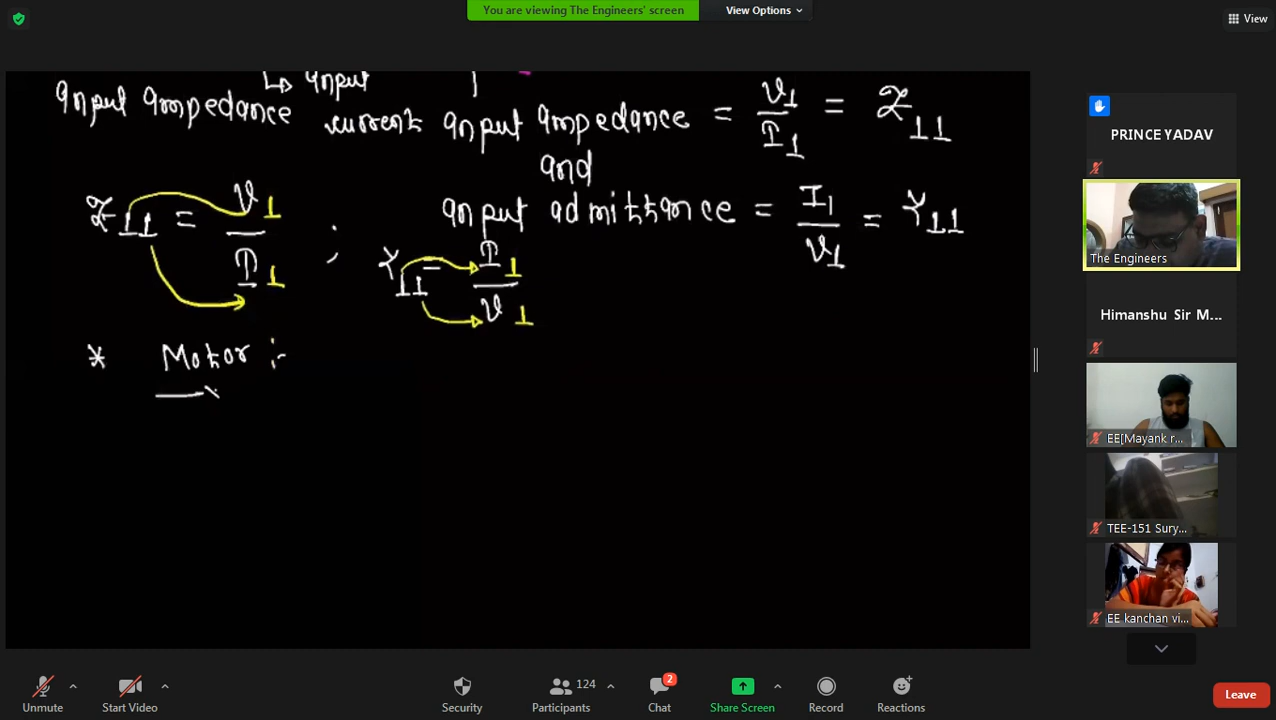 You are viewing The Engineers' screen
View Options
View
input
input impedance
current
input impedance = V1/I1 = Z11
and
Z11 = V1/I1 ;
input admittance = I1/V1 = Y11
Y11 = I1/V1
* Motor :-
PRINCE YADAV
The Engineers
Himanshu Sir M...
EE[Mayank r...
TEE-151 Sury...
EE kanchan vi...
Unmute
Start Video
Security
Participants
124
Chat
2
Share Screen
Record
Reactions
Leave